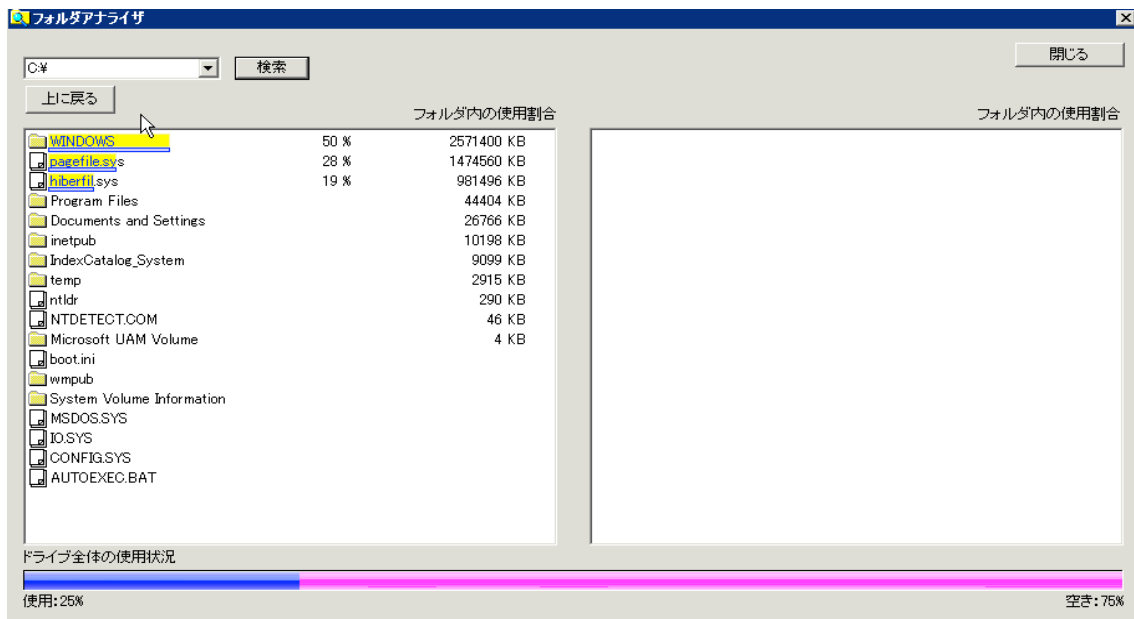 フォルダアナライザ
C:¥
検索
閉じる
上に戻る
フォルダ内の使用割合
フォルダ内の使用割合
WINDOWS 50 % 2571400 KB
pagefile.sys 28 % 1474560 KB
hiberfil.sys 19 % 981496 KB
Program Files 44404 KB
Documents and Settings 26766 KB
inetpub 10198 KB
IndexCatalog_System 9099 KB
temp 2915 KB
ntldr 290 KB
NTDETECT.COM 46 KB
Microsoft UAM Volume 4 KB
boot.ini
wmpub
System Volume Information
MSDOS.SYS
IO.SYS
CONFIG.SYS
AUTOEXEC.BAT
ドライブ全体の使用状況
使用:25% 空き:75%